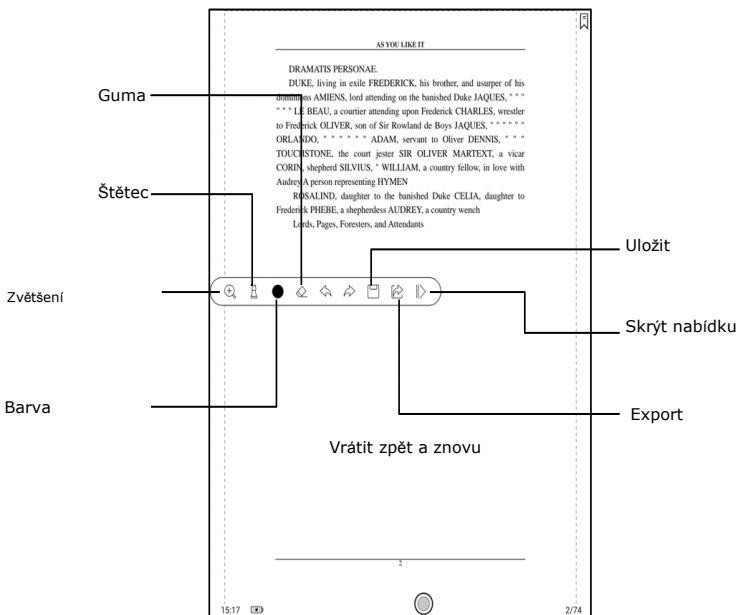 AS YOU LIKE IT
DRAMATIS PERSONAE.
DUKE, living in exile FREDERICK, his brother, and usurper of his
dominions AMIENS, lord attending on the banished Duke JAQUES, " " "
" " " LE BEAU, a courtier attending upon Frederick CHARLES, wrestler
to Frederick OLIVER, son of Sir Rowland de Boys JAQUES, " " " " " "
ORLANDO, " " " " " " ADAM, servant to Oliver DENNIS, " " "
TOUCHSTONE, the court jester SIR OLIVER MARTEXT, a vicar
CORIN, shepherd SILVIUS, " WILLIAM, a country fellow, in love with
Audrey A person representing HYMEN
ROSALIND, daughter to the banished Duke CELIA, daughter to
Frederick PHEBE, a shepherdess AUDREY, a country wench
Lords, Pages, Foresters, and Attendants
Guma
Štětec
Uložit
Zvětšení
Skrýt nabídku
Barva
Export
Vrátit zpět a znovu
2
15:17
2/74